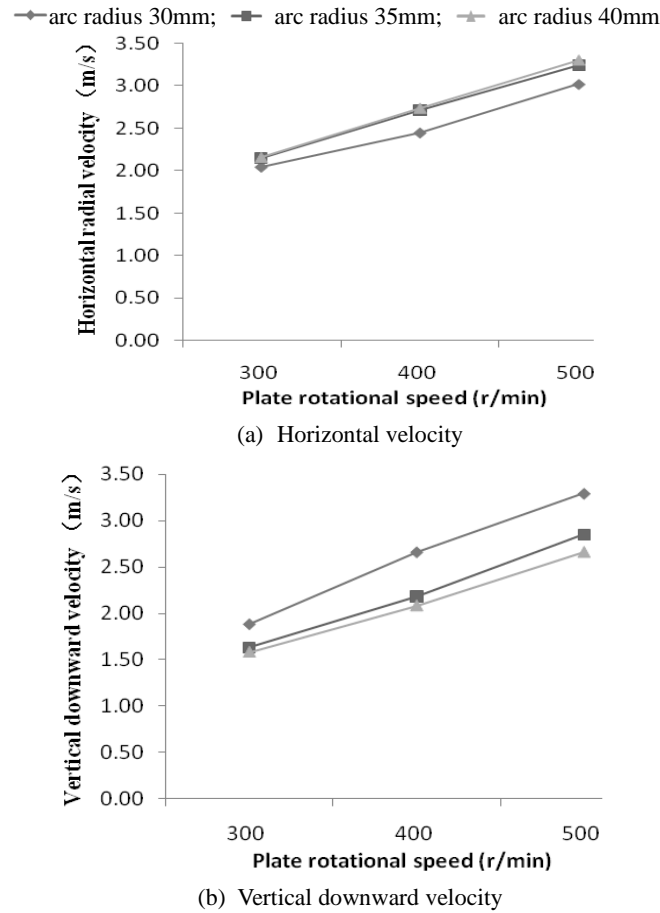 arc radius 30mm; arc radius 35mm; arc radius 40mm
3.50
3.00
2.50
2.00
1.50
1.00
0.50
0.00
Horizontal radial velocity （m/s）
300 400 500
Plate rotational speed (r/min)
(a) Horizontal velocity
3.50
3.00
2.50
2.00
1.50
1.00
0.50
0.00
Vertical downward velocity （m/s）
300 400 500
Plate rotational speed (r/min)
(b) Vertical downward velocity